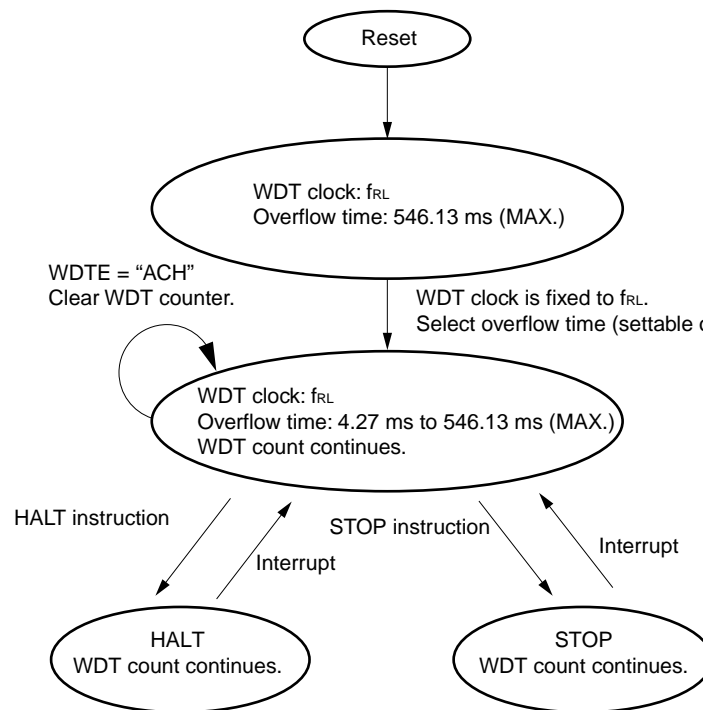 Reset
WDT clock: fRL
Overflow time: 546.13 ms (MAX.)
WDTE = “ACH”
Clear WDT counter.
WDT clock is fixed to fRL.
Select overflow time (settable
WDT clock: fRL
Overflow time: 4.27 ms to 546.13 ms (MAX.)
WDT count continues.
HALT instruction
Interrupt
STOP instruction
Interrupt
HALT
WDT count continues.
STOP
WDT count continues.